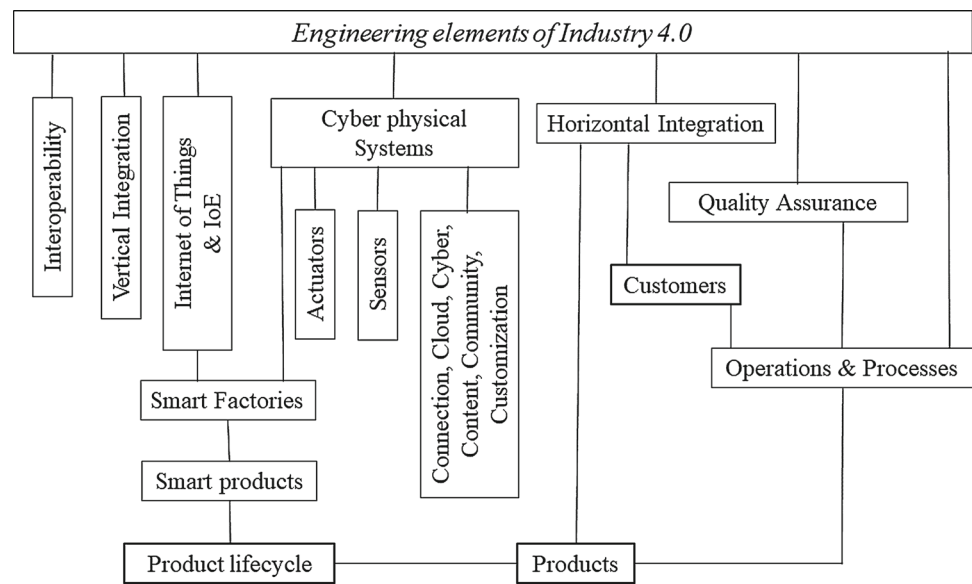 Engineering elements of Industry 4.0
Interoperability
Vertical Integration
Internet of Things
& IoE
Cyber physical
Systems
Horizontal Integration
Quality Assurance
Actuators
Sensors
Connection, Cloud, Cyber,
Content, Community,
Customization
Customers
Operations & Processes
Smart Factories
Smart products
Product lifecycle
Products